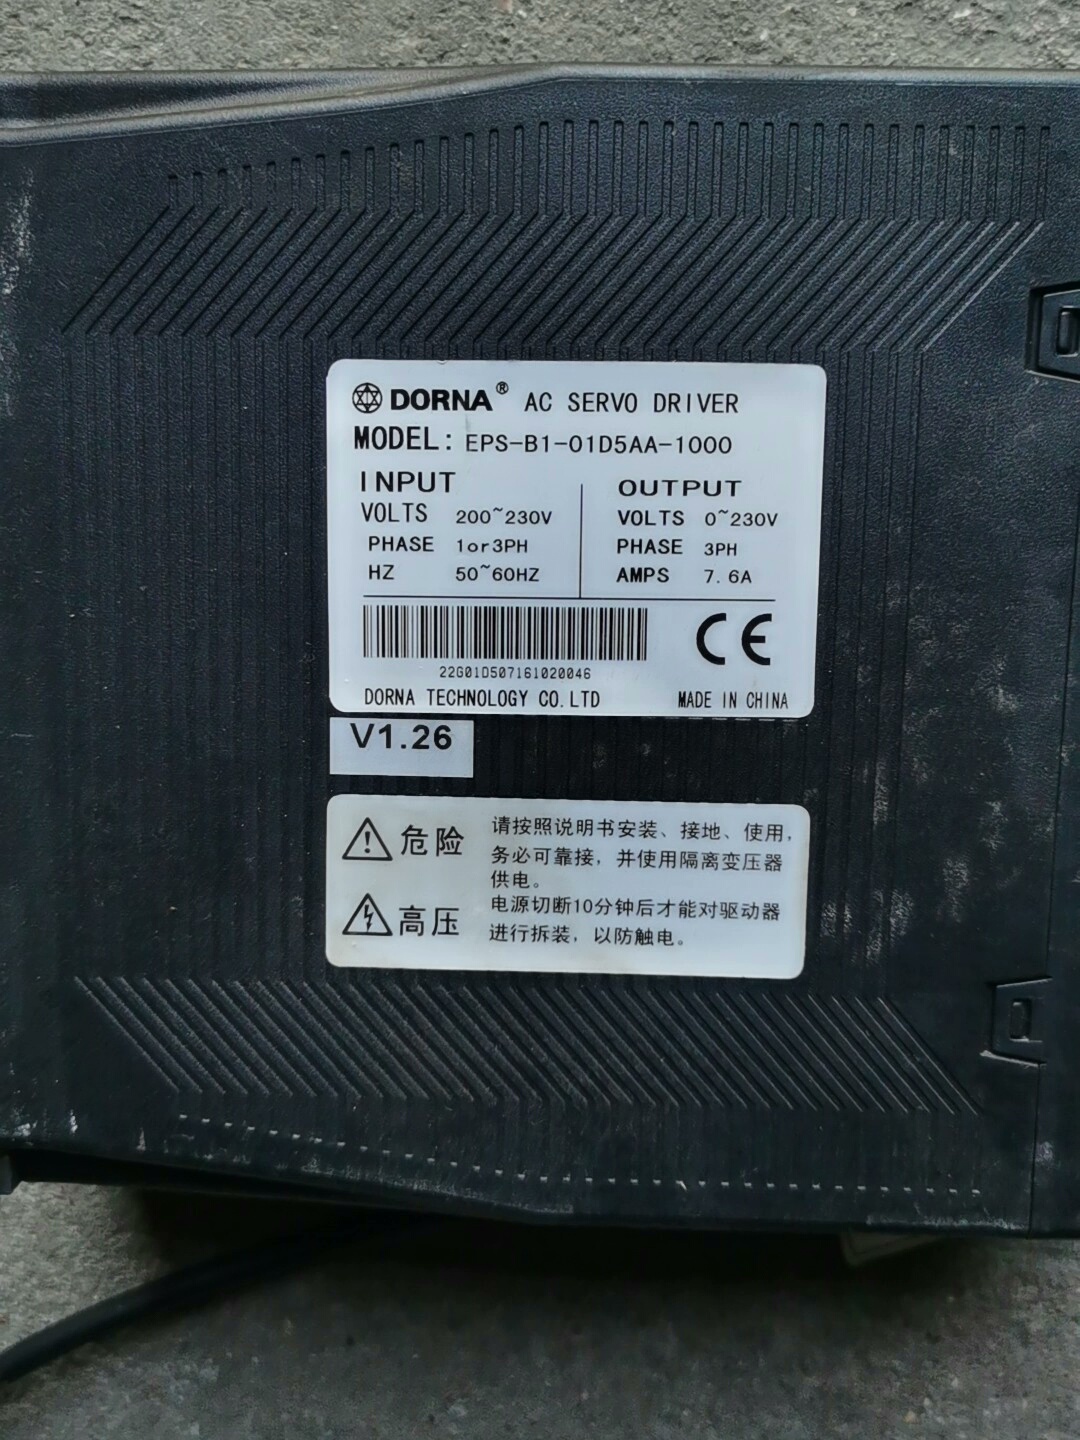 DORNA® AC SERVO DRIVER
MODEL: EPS-B1-01D5AA-1000
INPUT
VOLTS 200~230V
PHASE 1or3PH
HZ 50~60HZ
OUTPUT
VOLTS 0~230V
PHASE 3PH
AMPS 7.6A
CE
22G01D507161020046
DORNA TECHNOLOGY CO.LTD MADE IN CHINA
V1.26
危险
请按照说明书安装、接地、使用，
务必可靠接，并使用隔离变压器
供电。
高压
电源切断10分钟后才能对驱动器
进行拆装，以防触电。